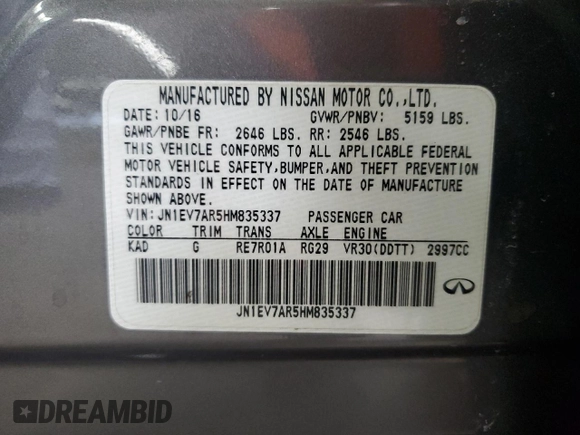 MANUFACTURED BY NISSAN MOTOR CO.,LTD.
DATE: 10/16 GVWR/PNBV: 5159 LBS.
GAWR/PNBE FR: 2646 LBS. RR: 2546 LBS.
THIS VEHICLE CONFORMS TO ALL APPLICABLE FEDERAL
MOTOR VEHICLE SAFETY,BUMPER,AND THEFT PREVENTION
STANDARDS IN EFFECT ON THE DATE OF MANUFACTURE
SHOWN ABOVE.
VIN:JN1EV7AR5HM835337 PASSENGER CAR
COLOR TRIM TRANS AXLE ENGINE
KAD G RE7R01A RG29 VR30(DDTT) 2997CC
JN1EV7AR5HM835337
DREAMBID